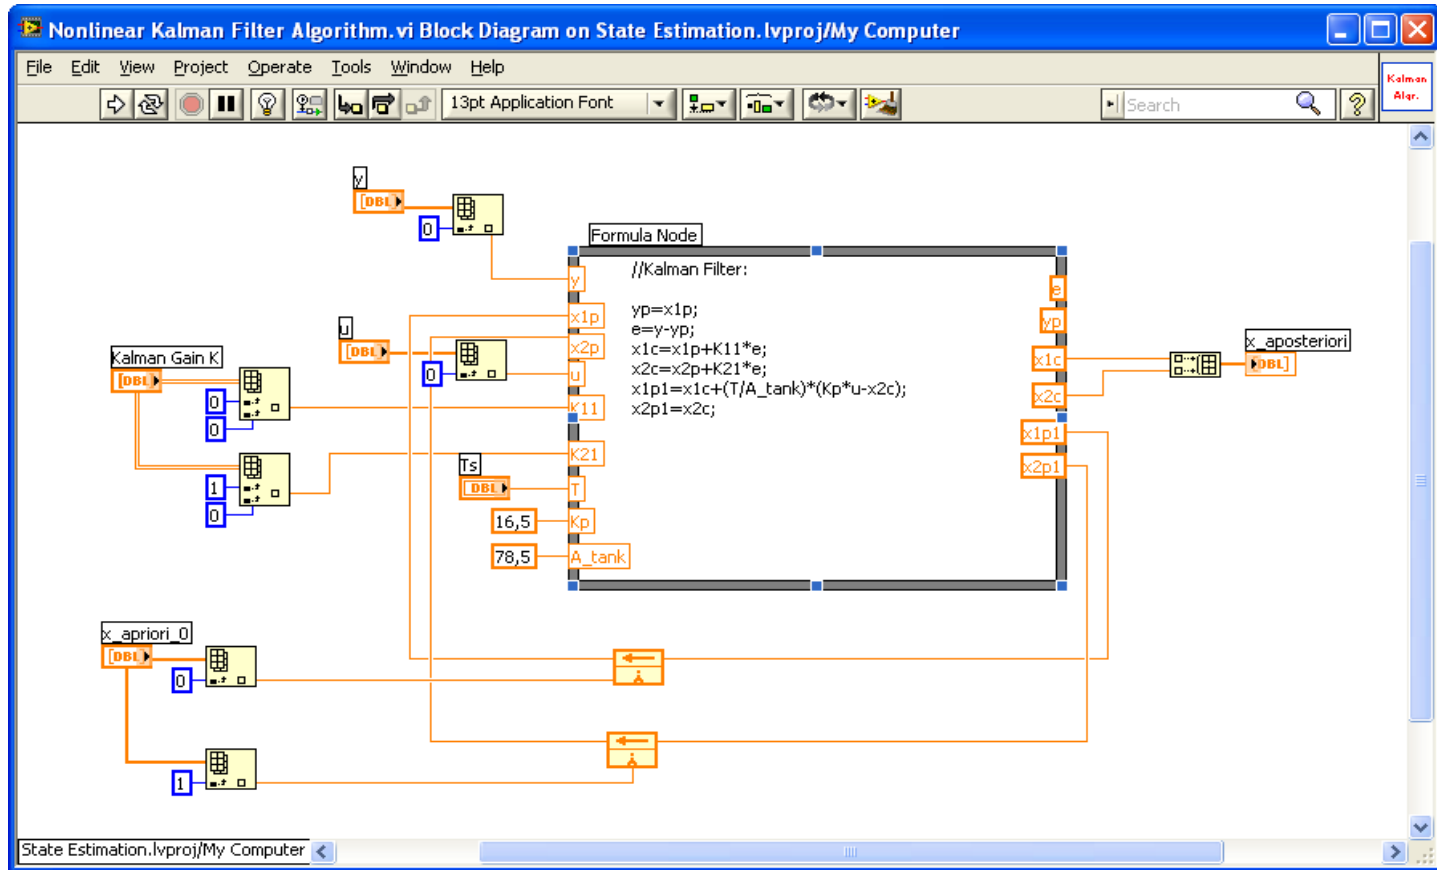 Nonlinear Kalman Filter Algorithm.vi Block Diagram on State Estimation.lvproj/My Computer
File Edit View Project Operate Tools Window Help
Kalman
Algr.
13pt Application Font
Search
y
[DBL]
0
Formula Node
//Kalman Filter:
yp=x1p;
e=y-yp;
x1c=x1p+K11*e;
x2c=x2p+K21*e;
x1p1=x1c+(T/A_tank)*(Kp*u-x2c);
x2p1=x2c;
y
x1p
x2p
u
K11
K21
T
Kp
A_tank
e
yp
x1c
x2c
x1p1
x2p1
u
[DBL]
0
Kalman Gain K
[DBL]
0
0
1
0
Ts
DBL
16,5
78,5
x_aposteriori
DBL]
x_apriori_0
[DBL]
0
1
State Estimation.lvproj/My Computer